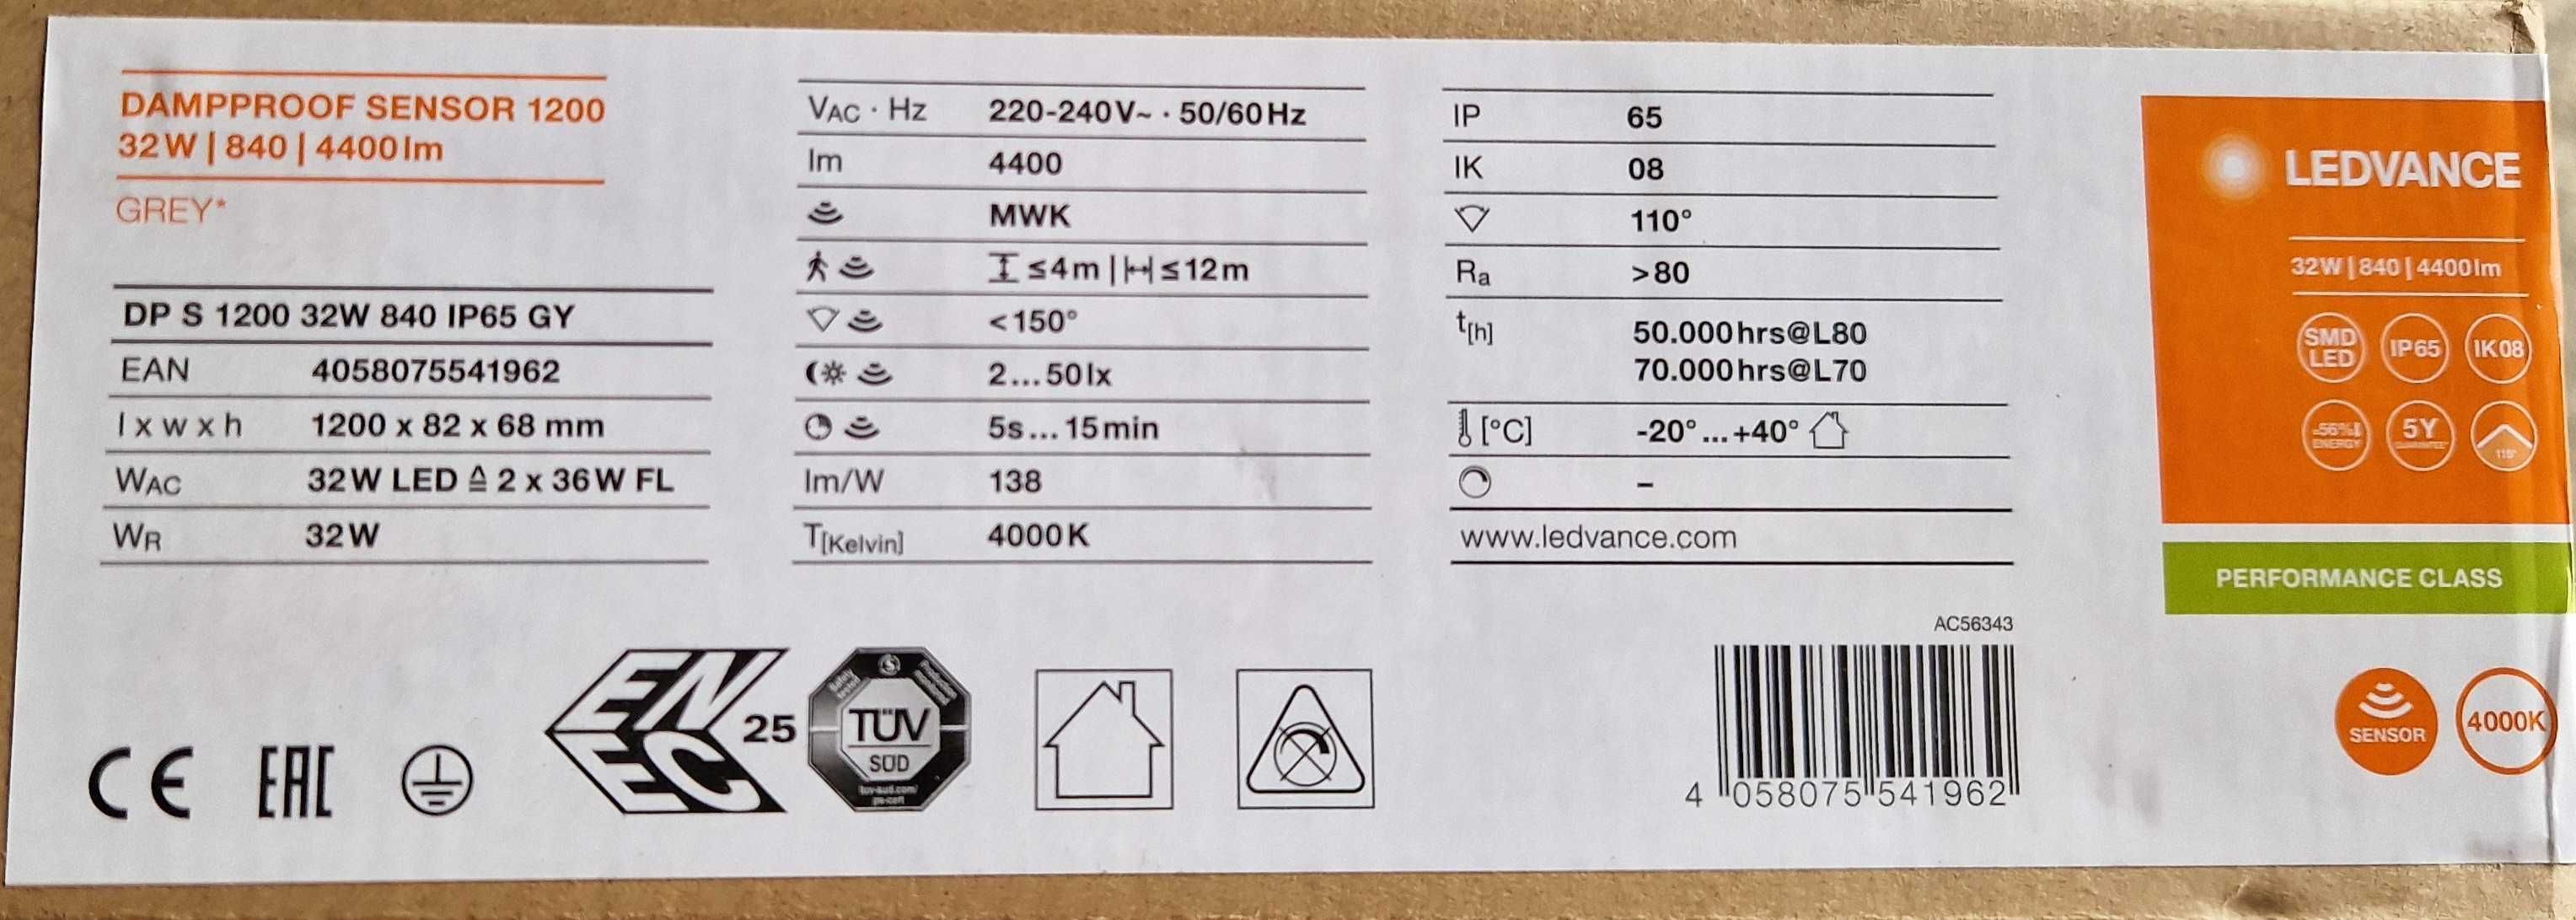 DAMPPROOF SENSOR 1200
32W | 840 | 4400lm
GREY*
DP S 1200 32W 840 IP65 GY
EAN 4058075541962
l x w x h 1200 x 82 x 68 mm
WAC 32W LED ≙ 2 x 36W FL
WR 32W
VAC · Hz 220-240V~ · 50/60Hz
lm 4400
MWK
≤4m | ≤12m
<150°
2...50lx
5s...15min
lm/W 138
T[Kelvin] 4000K
IP 65
IK 08
110°
Ra >80
t[h] 50.000hrs@L80
70.000hrs@L70
[°C] -20°...+40°
–
www.ledvance.com
CE
EAC
ENEC 25
TÜV
SÜD
AC56343
4 058075 541962
LEDVANCE
32W | 840 | 4400lm
SMD LED
IP65
IK08
-56% ENERGY
5Y GUARANTEE
PERFORMANCE CLASS
SENSOR
4000K